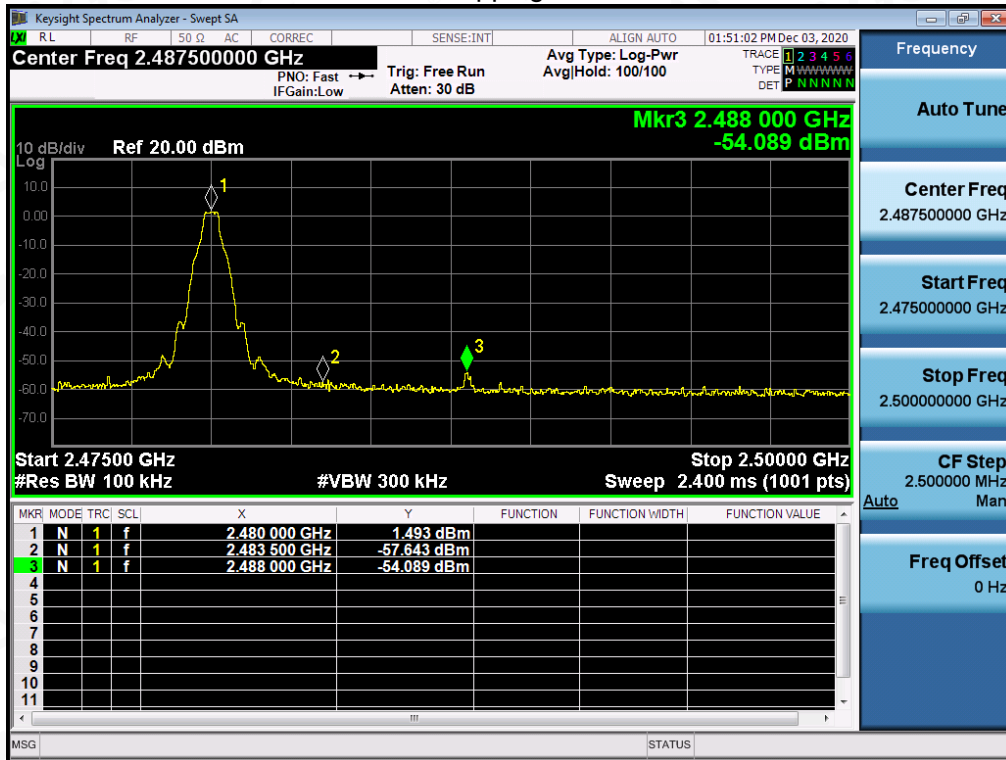 Keysight Spectrum Analyzer - Swept SA
LXI RL RF 50 Ω AC CORREC SENSE:INT ALIGN AUTO 01:51:02 PM Dec 03, 2020
Center Freq 2.487500000 GHz
PNO: Fast
IFGain:Low
Trig: Free Run
Atten: 30 dB
Avg Type: Log-Pwr
Avg|Hold: 100/100
TRACE 1 2 3 4 5 6
TYPE M WWWWW
DET P N N N N N
Mkr3 2.488 000 GHz
-54.089 dBm
10 dB/div Ref 20.00 dBm
Log
10.0
0.00
-10.0
-20.0
-30.0
-40.0
-50.0
-60.0
-70.0
1
2
3
Start 2.47500 GHz Stop 2.50000 GHz
#Res BW 100 kHz #VBW 300 kHz Sweep 2.400 ms (1001 pts)
MKR MODE TRC SCL X Y FUNCTION FUNCTION WIDTH FUNCTION VALUE
1 N 1 f 2.480 000 GHz 1.493 dBm
2 N 1 f 2.483 500 GHz -57.643 dBm
3 N 1 f 2.488 000 GHz -54.089 dBm
4
5
6
7
8
9
10
11
MSG STATUS
Frequency
Auto Tune
Center Freq
2.487500000 GHz
Start Freq
2.475000000 GHz
Stop Freq
2.500000000 GHz
CF Step
2.500000 MHz
Auto Man
Freq Offset
0 Hz